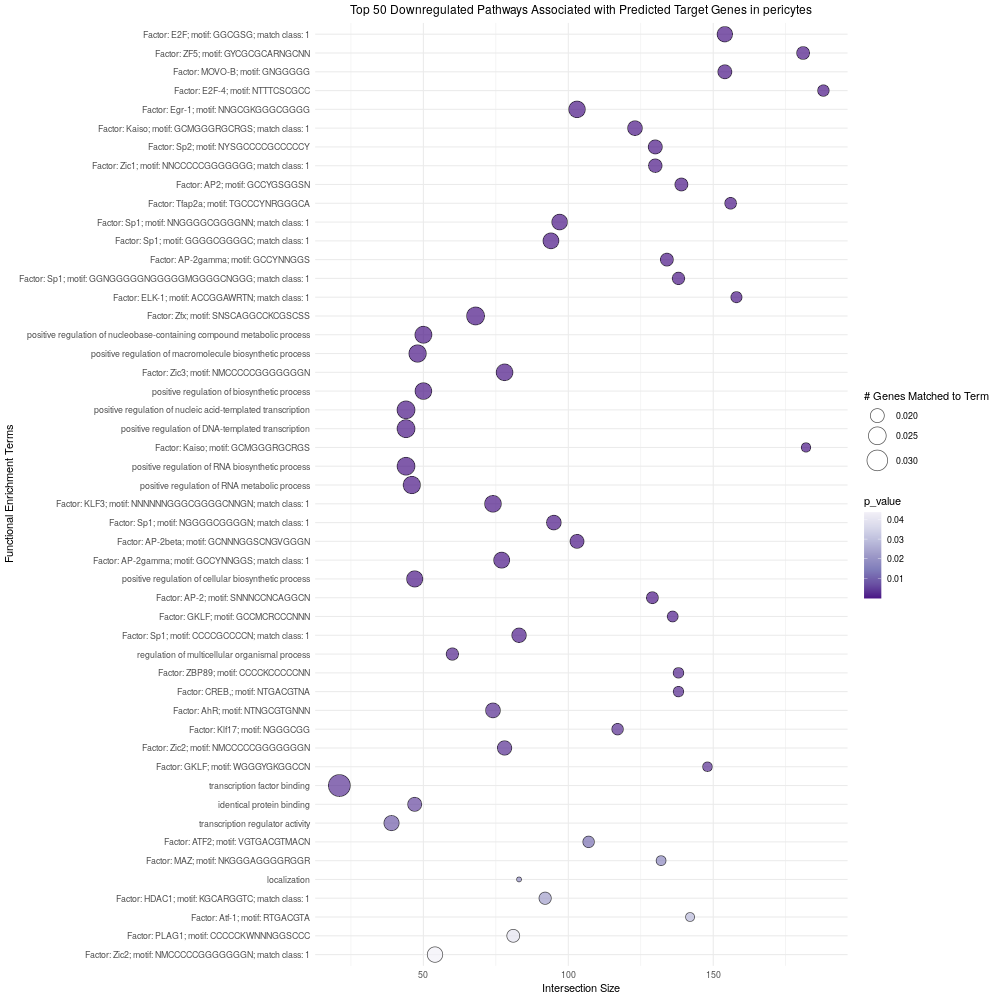 Top 50 Downregulated Pathways Associated with Predicted Target Genes in pericytes
Functional Enrichment Terms
Factor: E2F; motif: GGCGSG; match class: 1
Factor: ZF5; motif: GYCGCGCARNGCNN
Factor: MOVO-B; motif: GNGGGGG
Factor: E2F-4; motif: NTTTCSCGCC
Factor: Egr-1; motif: NNGCGKGGGCGGGG
Factor: Kaiso; motif: GCMGGGRGCRGS; match class: 1
Factor: Sp2; motif: NYSGCCCCGCCCCCY
Factor: Zic1; motif: NNCCCCCGGGGGGG; match class: 1
Factor: AP2; motif: GCCYGSGGSN
Factor: Tfap2a; motif: TGCCCYNRGGGCA
Factor: Sp1; motif: NNGGGGCGGGGNN; match class: 1
Factor: Sp1; motif: GGGGCGGGGC; match class: 1
Factor: AP-2gamma; motif: GCCYNNGGS
Factor: Sp1; motif: GGNGGGGGNGGGGGMGGGGCNGGG; match class: 1
Factor: ELK-1; motif: ACCGGAWRTN; match class: 1
Factor: Zfx; motif: SNSCAGGCCKCGSCSS
positive regulation of nucleobase-containing compound metabolic process
positive regulation of macromolecule biosynthetic process
Factor: Zic3; motif: NMCCCCCGGGGGGGN
positive regulation of biosynthetic process
positive regulation of nucleic acid-templated transcription
positive regulation of DNA-templated transcription
Factor: Kaiso; motif: GCMGGGRGCRGS
positive regulation of RNA biosynthetic process
positive regulation of RNA metabolic process
Factor: KLF3; motif: NNNNNNGGGCGGGGCNNGN; match class: 1
Factor: Sp1; motif: NGGGGCGGGGN; match class: 1
Factor: AP-2beta; motif: GCNNNGGSCNGVGGGN
Factor: AP-2gamma; motif: GCCYNNGGS; match class: 1
positive regulation of cellular biosynthetic process
Factor: AP-2; motif: SNNNCCNCAGGCN
Factor: GKLF; motif: GCCMCRCCCNNN
Factor: Sp1; motif: CCCCGCCCCN; match class: 1
regulation of multicellular organismal process
Factor: ZBP89; motif: CCCCKCCCCCNN
Factor: CREB,; motif: NTGACGTNA
Factor: AhR; motif: NTNGCGTGNNN
Factor: Klf17; motif: NGGGCGG
Factor: Zic2; motif: NMCCCCCGGGGGGGN
Factor: GKLF; motif: WGGGYGKGGCCN
transcription factor binding
identical protein binding
transcription regulator activity
Factor: ATF2; motif: VGTGACGTMACN
Factor: MAZ; motif: NKGGGAGGGGRGGR
localization
Factor: HDAC1; motif: KGCARGGTC; match class: 1
Factor: Atf-1; motif: RTGACGTA
Factor: PLAG1; motif: CCCCCKWNNNGGSCCC
Factor: Zic2; motif: NMCCCCCGGGGGGGN; match class: 1
50
100
150
Intersection Size
# Genes Matched to Term
0.020
0.025
0.030
p_value
0.04
0.03
0.02
0.01